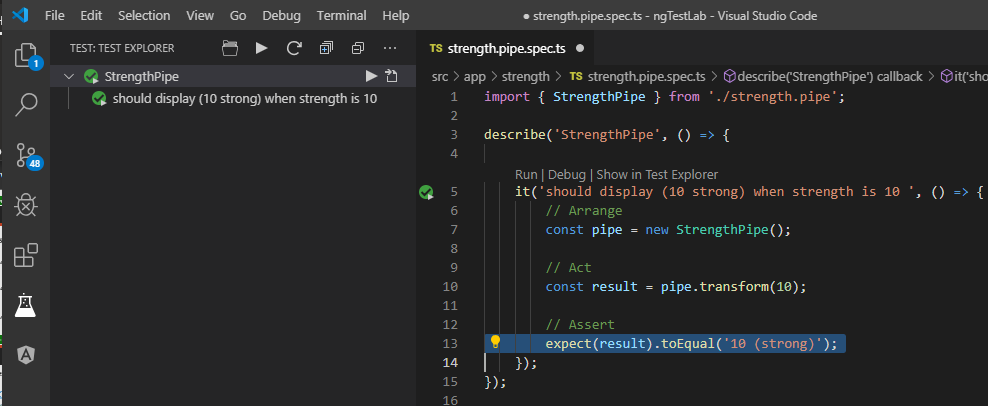 File Edit Selection View Go Debug Terminal Help ● strength.pipe.spec.ts - ngTestLab - Visual Studio Code
TEST: TEST EXPLORER
StrengthPipe
should display (10 strong) when strength is 10
1
48
TS strength.pipe.spec.ts ●
src > app > strength > TS strength.pipe.spec.ts > describe('StrengthPipe') callback > it('sho
1 import { StrengthPipe } from './strength.pipe';
2
3 describe('StrengthPipe', () => {
4
Run | Debug | Show in Test Explorer
5 it('should display (10 strong) when strength is 10 ', () => {
6 // Arrange
7 const pipe = new StrengthPipe();
8
9 // Act
10 const result = pipe.transform(10);
11
12 // Assert
13 expect(result).toEqual('10 (strong)');
14 });
15 });
16